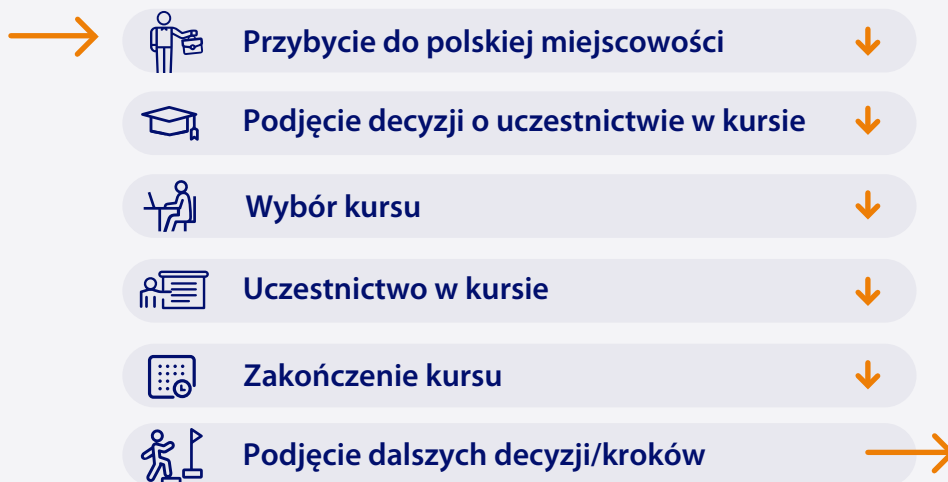 Przybycie do polskiej miejscowości
Podjęcie decyzji o uczestnictwie w kursie
Wybór kursu
Uczestnictwo w kursie
Zakończenie kursu
Podjęcie dalszych decyzji/kroków